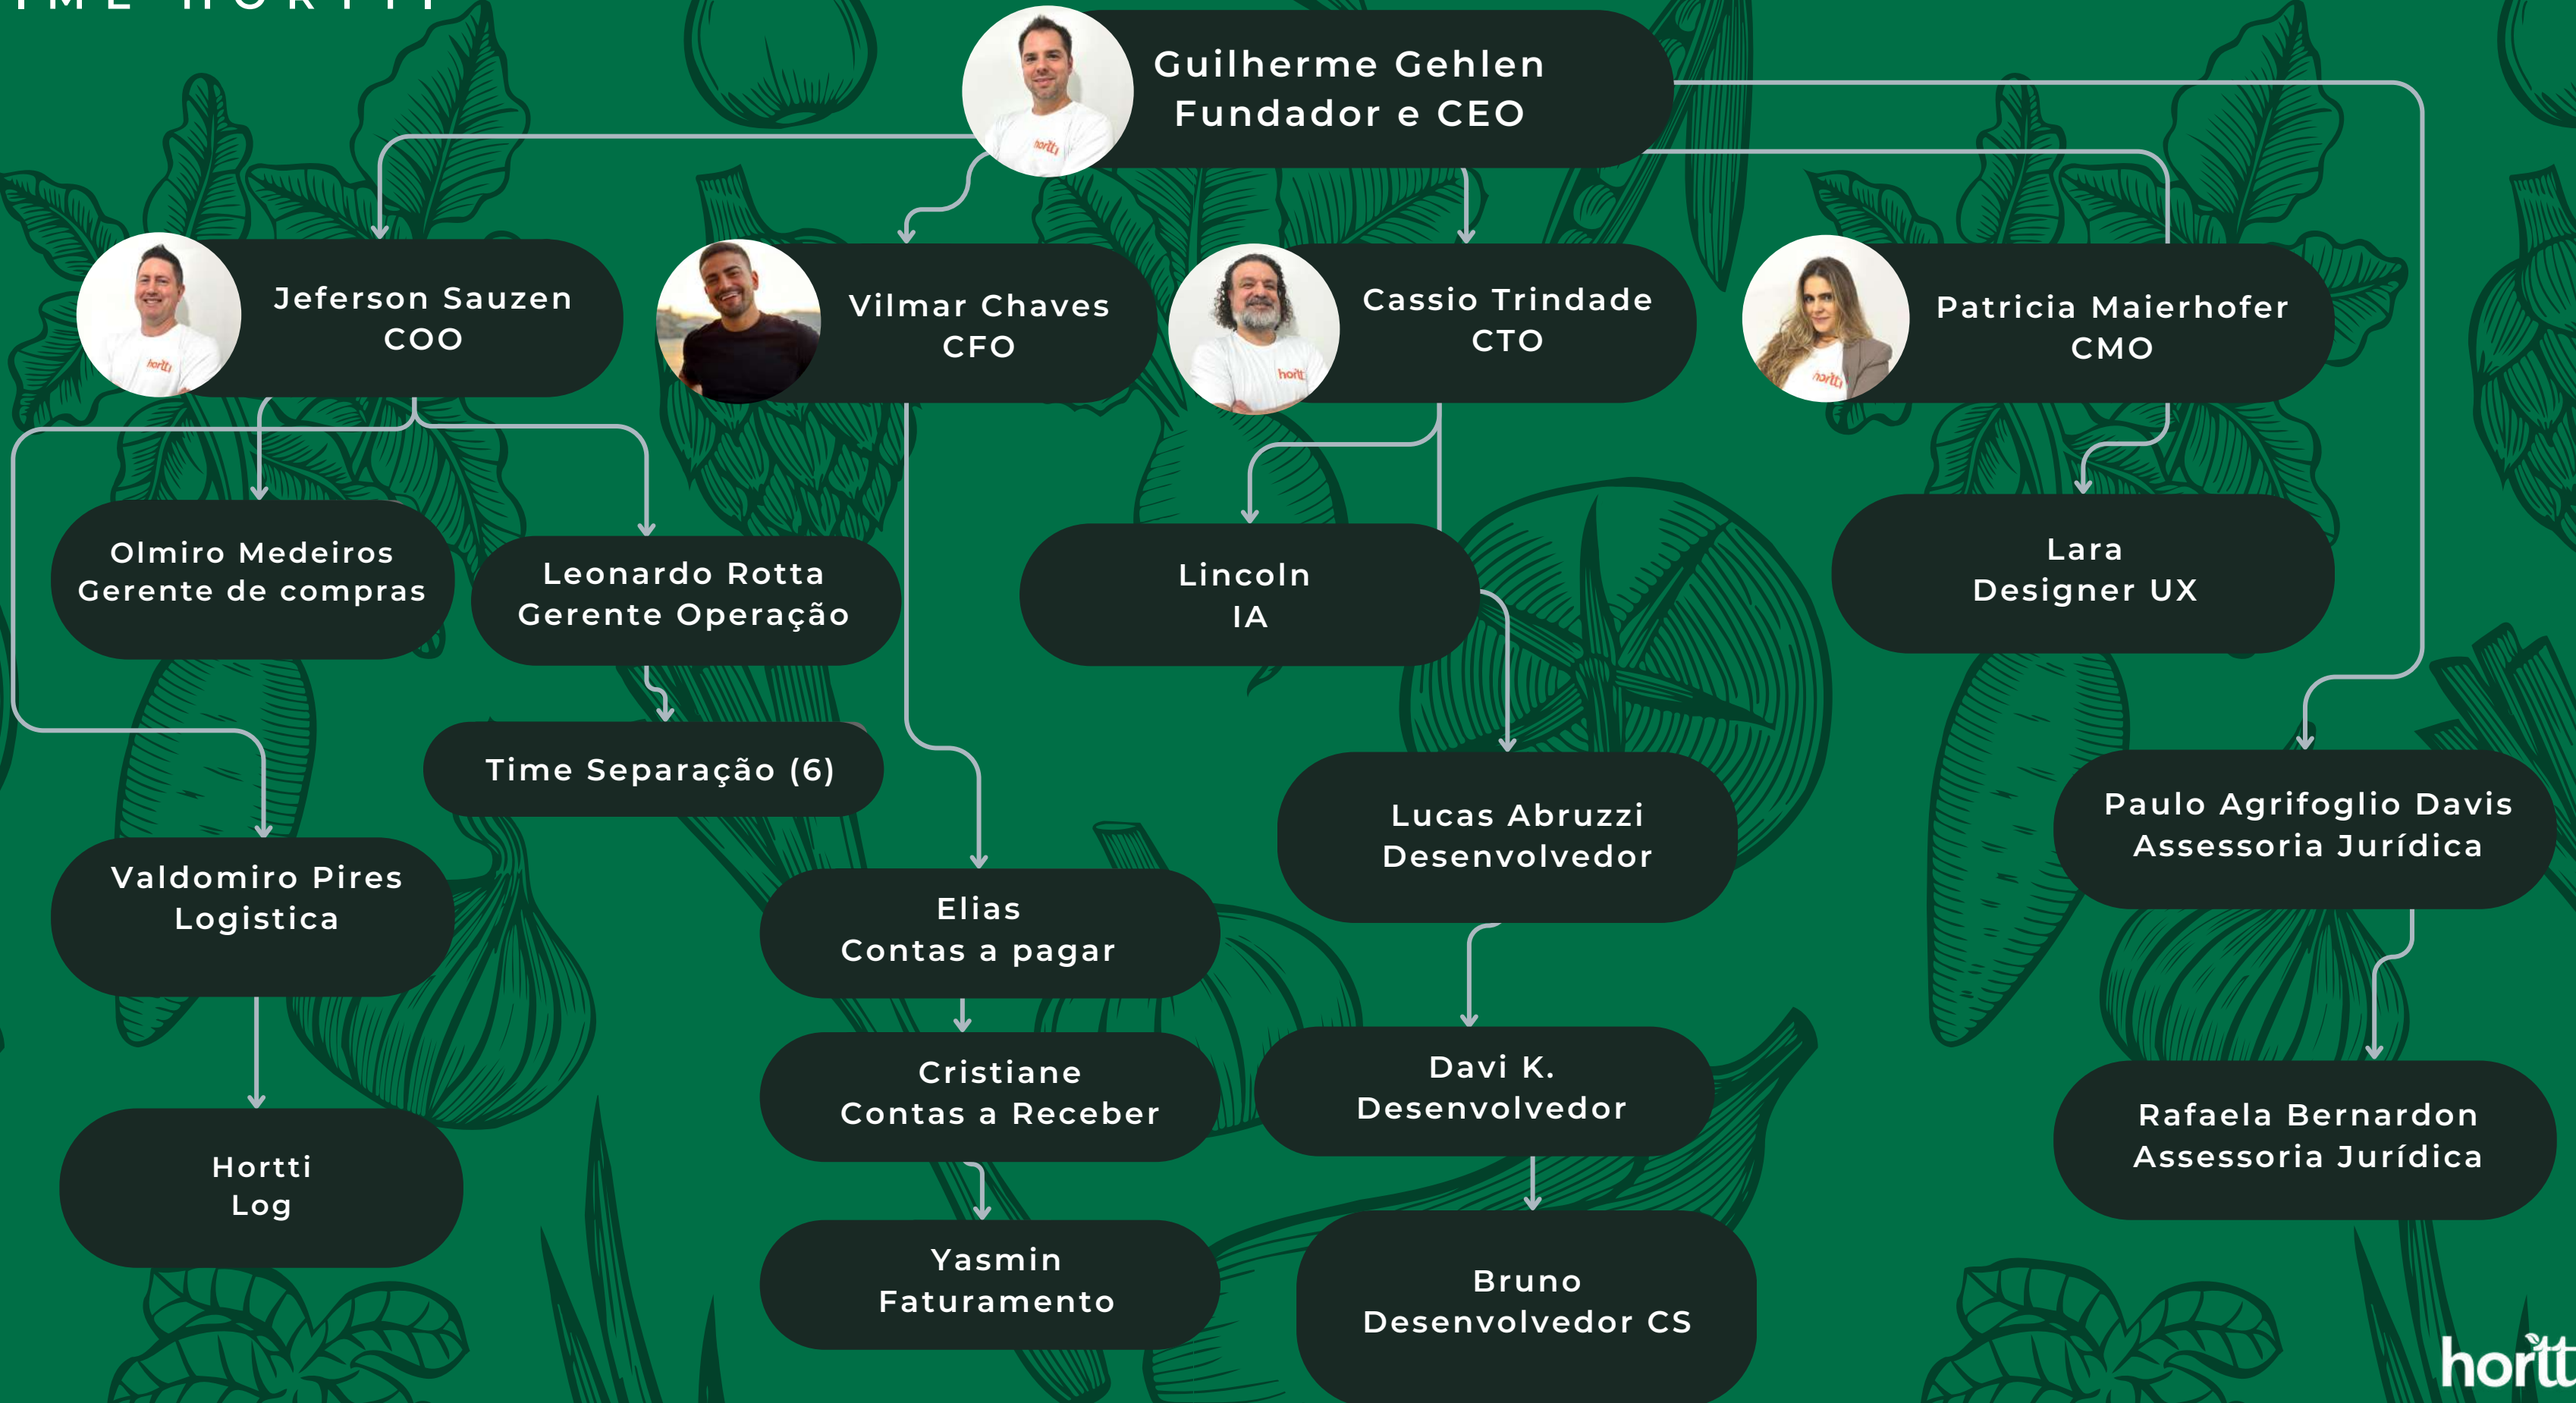 TIME HORTTI
Guilherme Gehlen
Fundador e CEO
Jeferson Sauzen
COO
Vilmar Chaves
CFO
Cassio Trindade
CTO
Patricia Maierhofer
CMO
Olmiro Medeiros
Gerente de compras
Leonardo Rotta
Gerente Operação
Lincoln
IA
Lara
Designer UX
Time Separação (6)
Valdomiro Pires
Logistica
Elias
Contas a pagar
Lucas Abruzzi
Desenvolvedor
Paulo Agrifoglio Davis
Assessoria Jurídica
Cristiane
Contas a Receber
Davi K.
Desenvolvedor
Rafaela Bernardon
Assessoria Jurídica
Hortti
Log
Yasmin
Faturamento
Bruno
Desenvolvedor CS
hortt